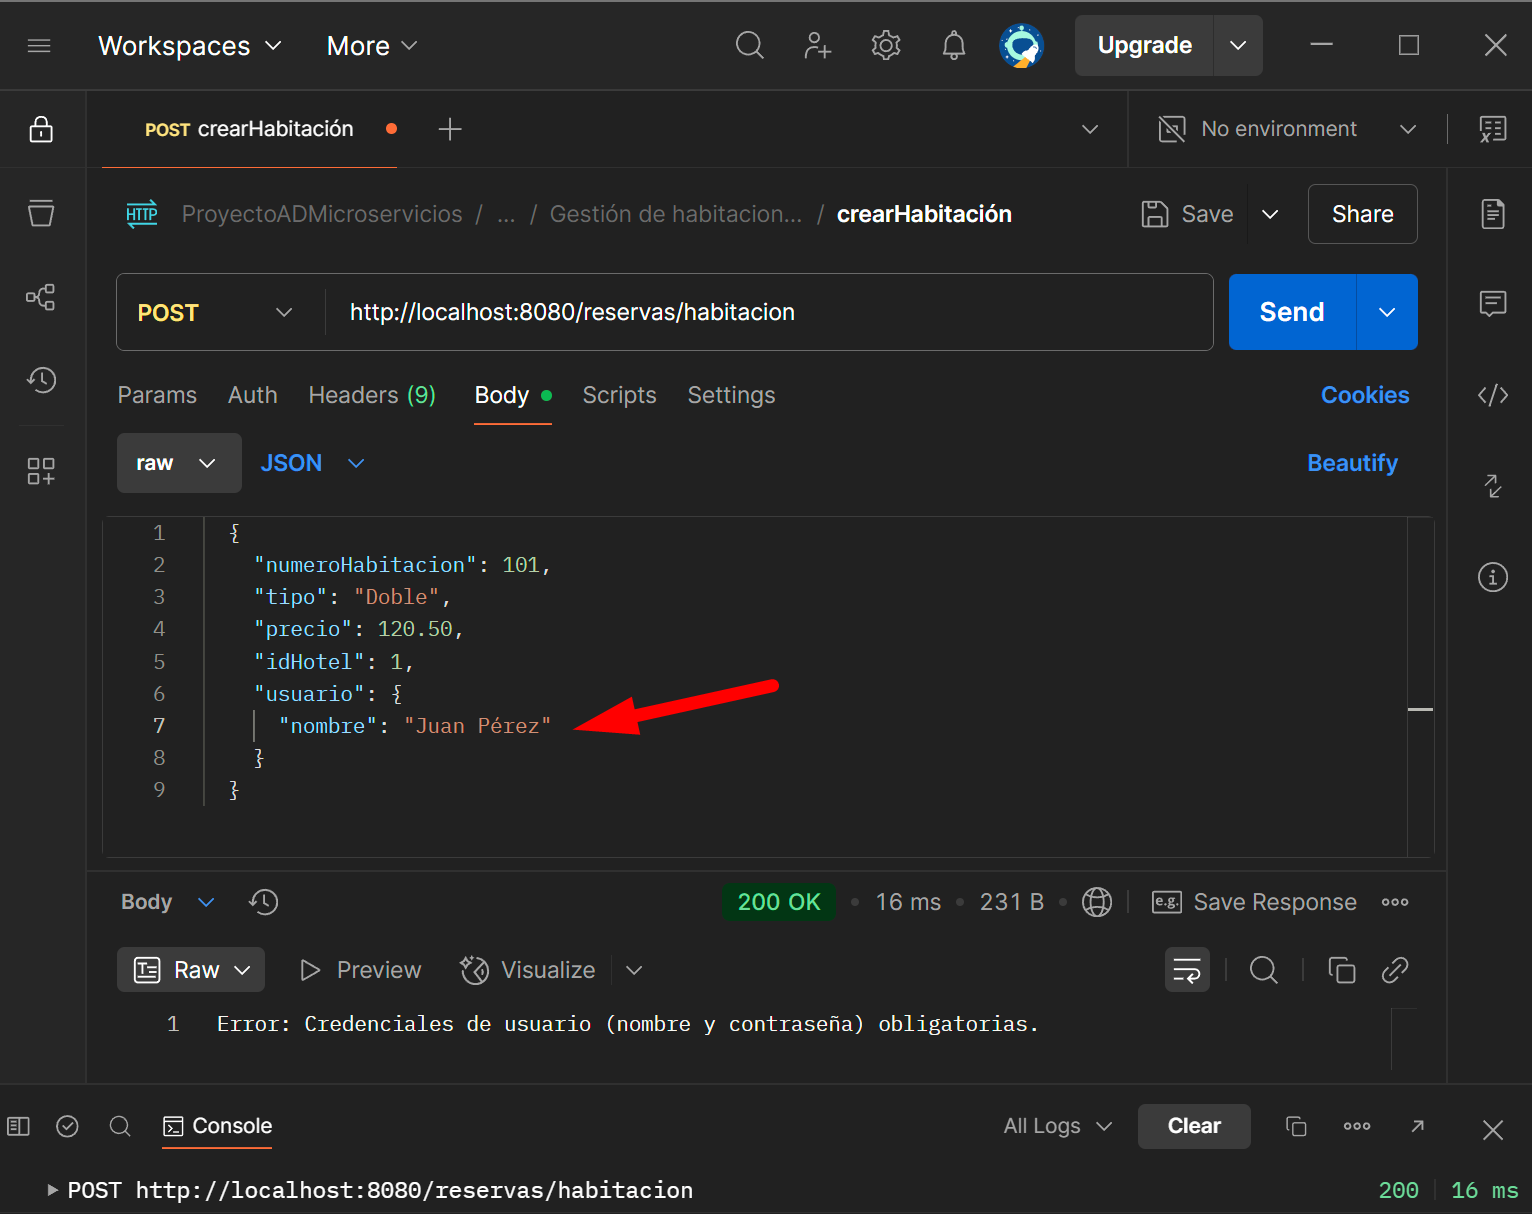 Workspaces More Upgrade
POST crearHabitación No environment
HTTP ProyectoADMicroservicios / ... / Gestión de habitacion... / crearHabitación Save Share
POST http://localhost:8080/reservas/habitacion Send
Params Auth Headers (9) Body Scripts Settings Cookies
raw JSON Beautify
1 {
2 "numeroHabitacion": 101,
3 "tipo": "Doble",
4 "precio": 120.50,
5 "idHotel": 1,
6 "usuario": {
7 "nombre": "Juan Pérez"
8 }
9 }
Body 200 OK • 16 ms • 231 B • e.g. Save Response
Raw Preview Visualize
1 Error: Credenciales de usuario (nombre y contraseña) obligatorias.
Console All Logs Clear
POST http://localhost:8080/reservas/habitacion 200 16 ms